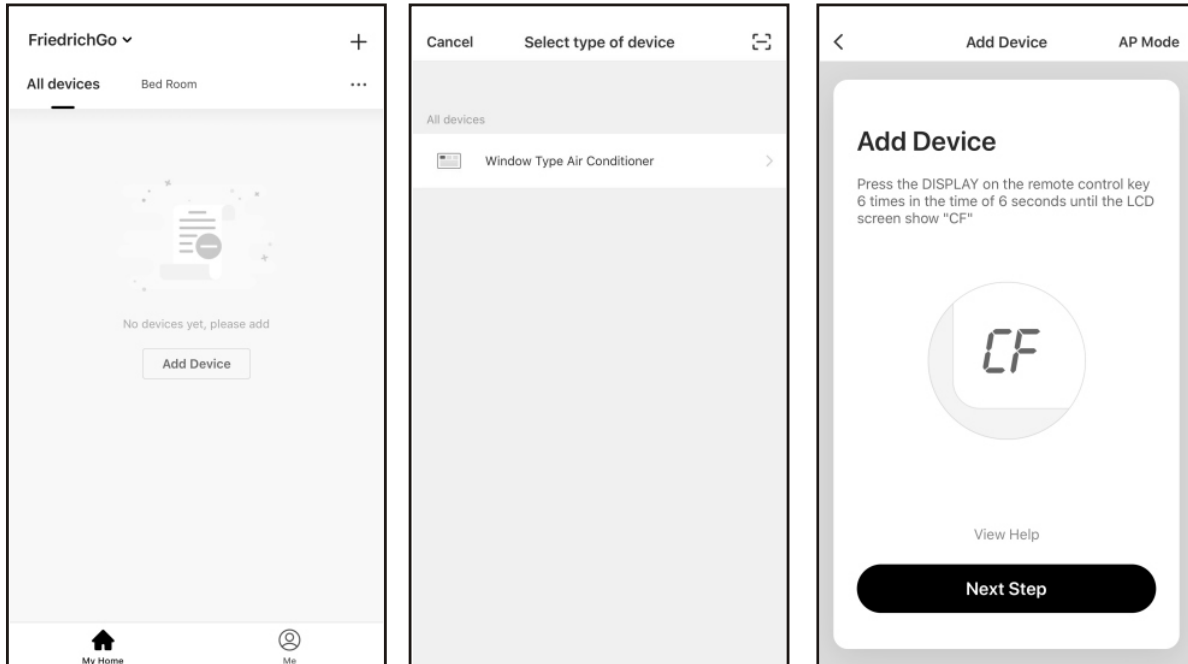 FriedrichGo
All devices Bed Room ...
No devices yet, please add
Add Device
My Home Me
Cancel Select type of device
All devices
Window Type Air Conditioner
Add Device AP Mode
Add Device
Press the DISPLAY on the remote control key
6 times in the time of 6 seconds until the LCD
screen show "CF"
CF
View Help
Next Step